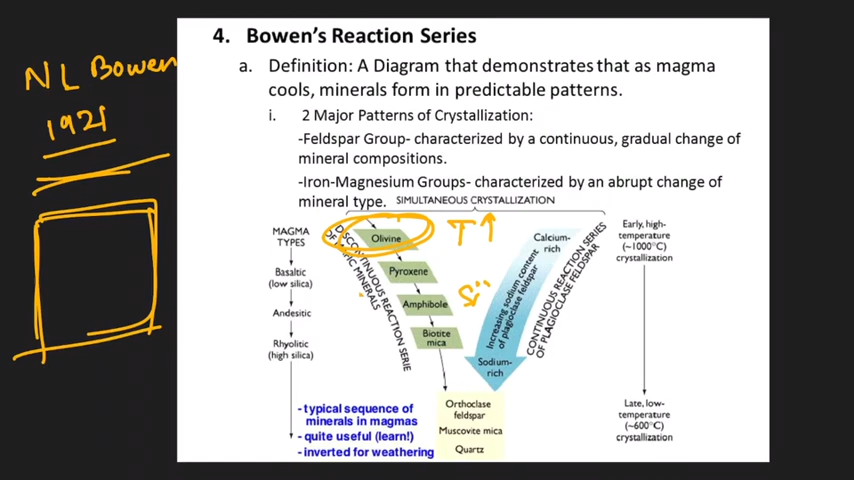 4. Bowen's Reaction Series
a. Definition: A Diagram that demonstrates that as magma
cools, minerals form in predictable patterns.
i. 2 Major Patterns of Crystallization:
-Feldspar Group- characterized by a continuous, gradual change of
mineral compositions.
-Iron-Magnesium Groups- characterized by an abrupt change of
mineral type.
NL Bowen
1921
SIMULTANEOUS CRYSTALLIZATION
MAGMA
TYPES
Basaltic
(low silica)
Andesitic
Rhyolitic
(high silica)
DISCONTINUOUS REACTION SERIE
MINERALS
Olivine
Pyroxene
Amphibole
Biotite
mica
T↑
Calcium-
rich
Increasing sodium content
of plagioclase feldspar
Sodium-
rich
CONTINUOUS REACTION SERIES
OF PLAGIOCLASE FELDSPAR
Early, high-
temperature
(~1000°C)
crystallization
Late, low-
temperature
(~600°C)
crystallization
Orthoclase
feldspar
Muscovite mica
Quartz
- typical sequence of
minerals in magmas
- quite useful (learn!)
- inverted for weathering